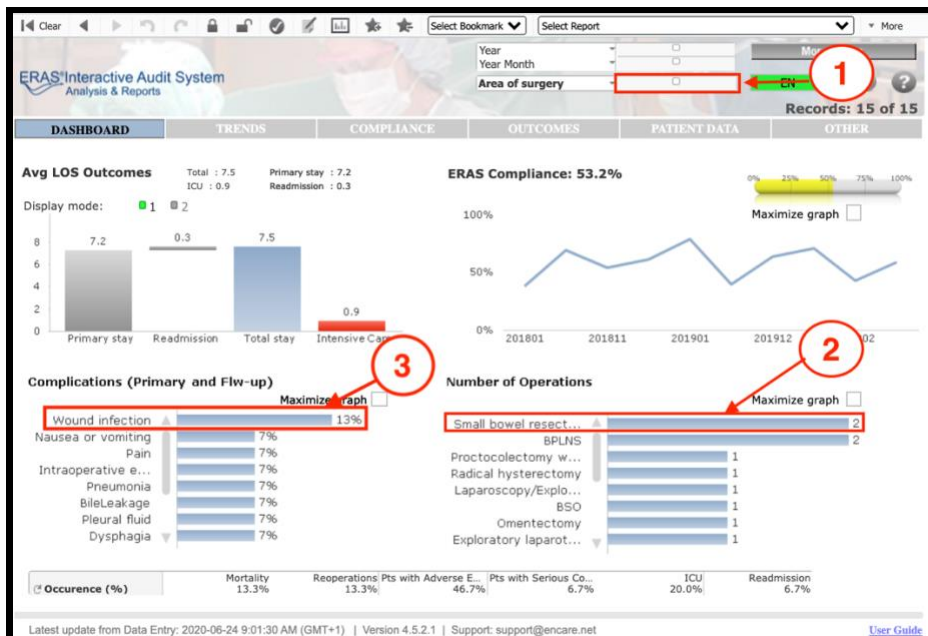 Clear Select Bookmark Select Report More
Year
Year Month
ERAS® Interactive Audit System
Analysis & Reports
Area of surgery
EN
?
1
Records: 15 of 15
DASHBOARD TRENDS COMPLIANCE OUTCOMES PATIENT DATA OTHER
Avg LOS Outcomes
Total : 7.5 Primary stay : 7.2
ICU : 0.9 Readmission : 0.3
Display mode: 1 2
8
6
4
2
0
7.2 0.3 7.5 0.9
Primary stay Readmission Total stay Intensive
ERAS Compliance: 53.2%
0% 25% 50% 75% 100%
Maximize graph
100%
50%
0%
201801 201811 201901 201912 02
3
2
Complications (Primary and Flw-up)
Maximize graph
Wound infection 13%
Nausea or vomiting 7%
Pain 7%
Intraoperative e... 7%
Pneumonia 7%
BileLeakage 7%
Pleural fluid 7%
Dysphagia 7%
Number of Operations
Maximize graph
Small bowel resect... 2
BPLNS 2
Proctocolectomy w... 1
Radical hysterectomy 1
Laparoscopy/Explo... 1
BSO 1
Omentectomy 1
Exploratory laparot... 1
Mortality Reoperations Pts with Adverse E... Pts with Serious Co... ICU Readmission
Occurence (%) 13.3% 13.3% 46.7% 6.7% 20.0% 6.7%
Latest update from Data Entry: 2020-06-24 9:01:30 AM (GMT+1) | Version 4.5.2.1 | Support: support@encare.net User Guide